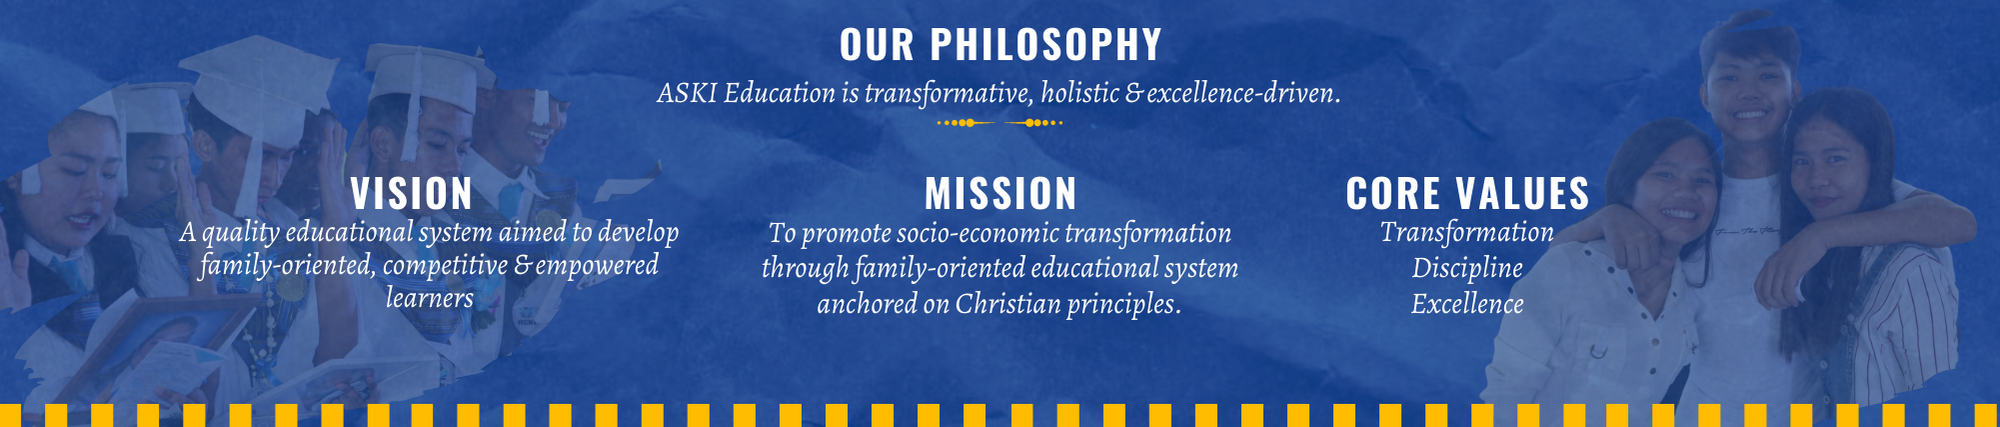 OUR PHILOSOPHY
ASKI Education is transformative, holistic & excellence-driven.
VISION
A quality educational system aimed to develop
family-oriented, competitive & empowered
learners
MISSION
To promote socio-economic transformation
through family-oriented educational system
anchored on Christian principles.
CORE VALUES
Transformation
Discipline
Excellence